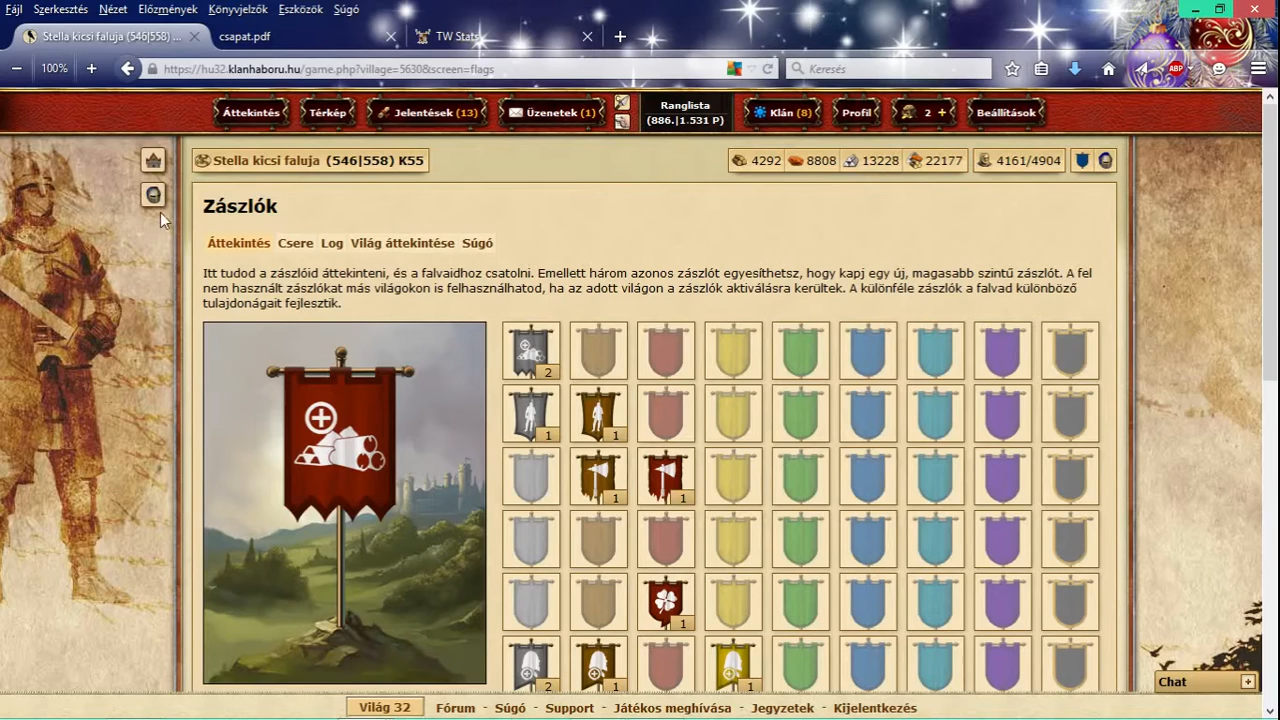 Fájl Szerkesztés Nézet Előzmények Könyvjelzők Eszközök Súgó
Stella kicsi faluja (546|558) ...
csapat.pdf
TW Stats
100%
https://hu32.klanhaboru.hu/game.php?village=5630&screen=flags
Keresés
ABP
Áttekintés
Térkép
Jelentések (13)
Üzenetek (1)
Ranglista
(886.|1.531 P)
Klán (8)
Profil
2 +
Beállítások
Stella kicsi faluja (546|558) K55
4292 8808 13228 22177 4161/4904
Zászlók
Áttekintés Csere Log Világ áttekintése Súgó
Itt tudod a zászlóid áttekinteni, és a falvaidhoz csatolni. Emellett három azonos zászlót egyesíthetsz, hogy kapj egy új, magasabb szintű zászlót. A fel
nem használt zászlókat más világokon is felhasználhatod, ha az adott világon a zászlók aktiválásra kerültek. A különféle zászlók a falvad különböző
tulajdonágait fejlesztik.
2
1 1
1 1
1
2 1 1
Chat
Világ 32
Fórum - Súgó - Support - Játékos meghívása - Jegyzetek - Kijelentkezés